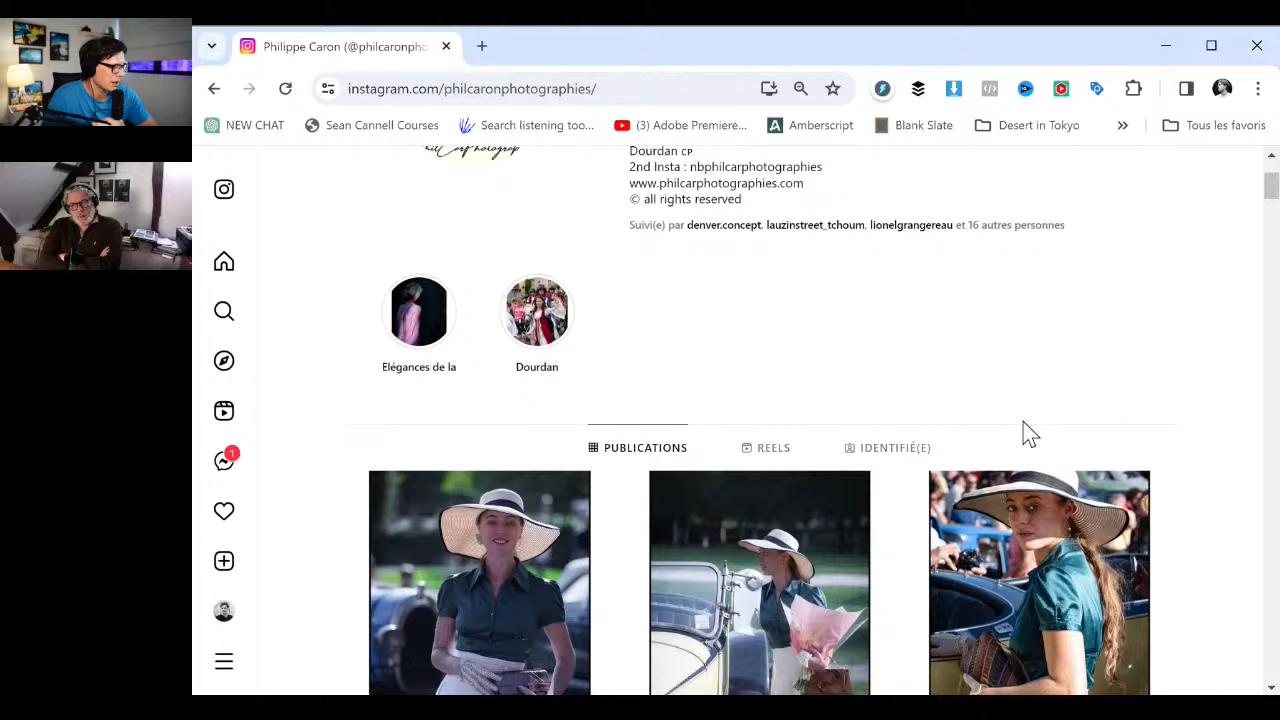 Philippe Caron (@philcaronpho
instagram.com/philcaronphotographies/
NEW CHAT
Sean Cannell Courses
Search listening too...
(3) Adobe Premiere...
Amberscript
Blank Slate
Desert in Tokyo
Tous les favoris
Dourdan CP
2nd Insta : nbphilcarphotographies
www.philcarphotographies.com
© all rights reserved
Suivi(e) par denver.concept, lauzinstreet_tchoum, lionelgrangereau et 16 autres personnes
Elégances de la
Dourdan
1
PUBLICATIONS
REELS
IDENTIFIÉ(E)